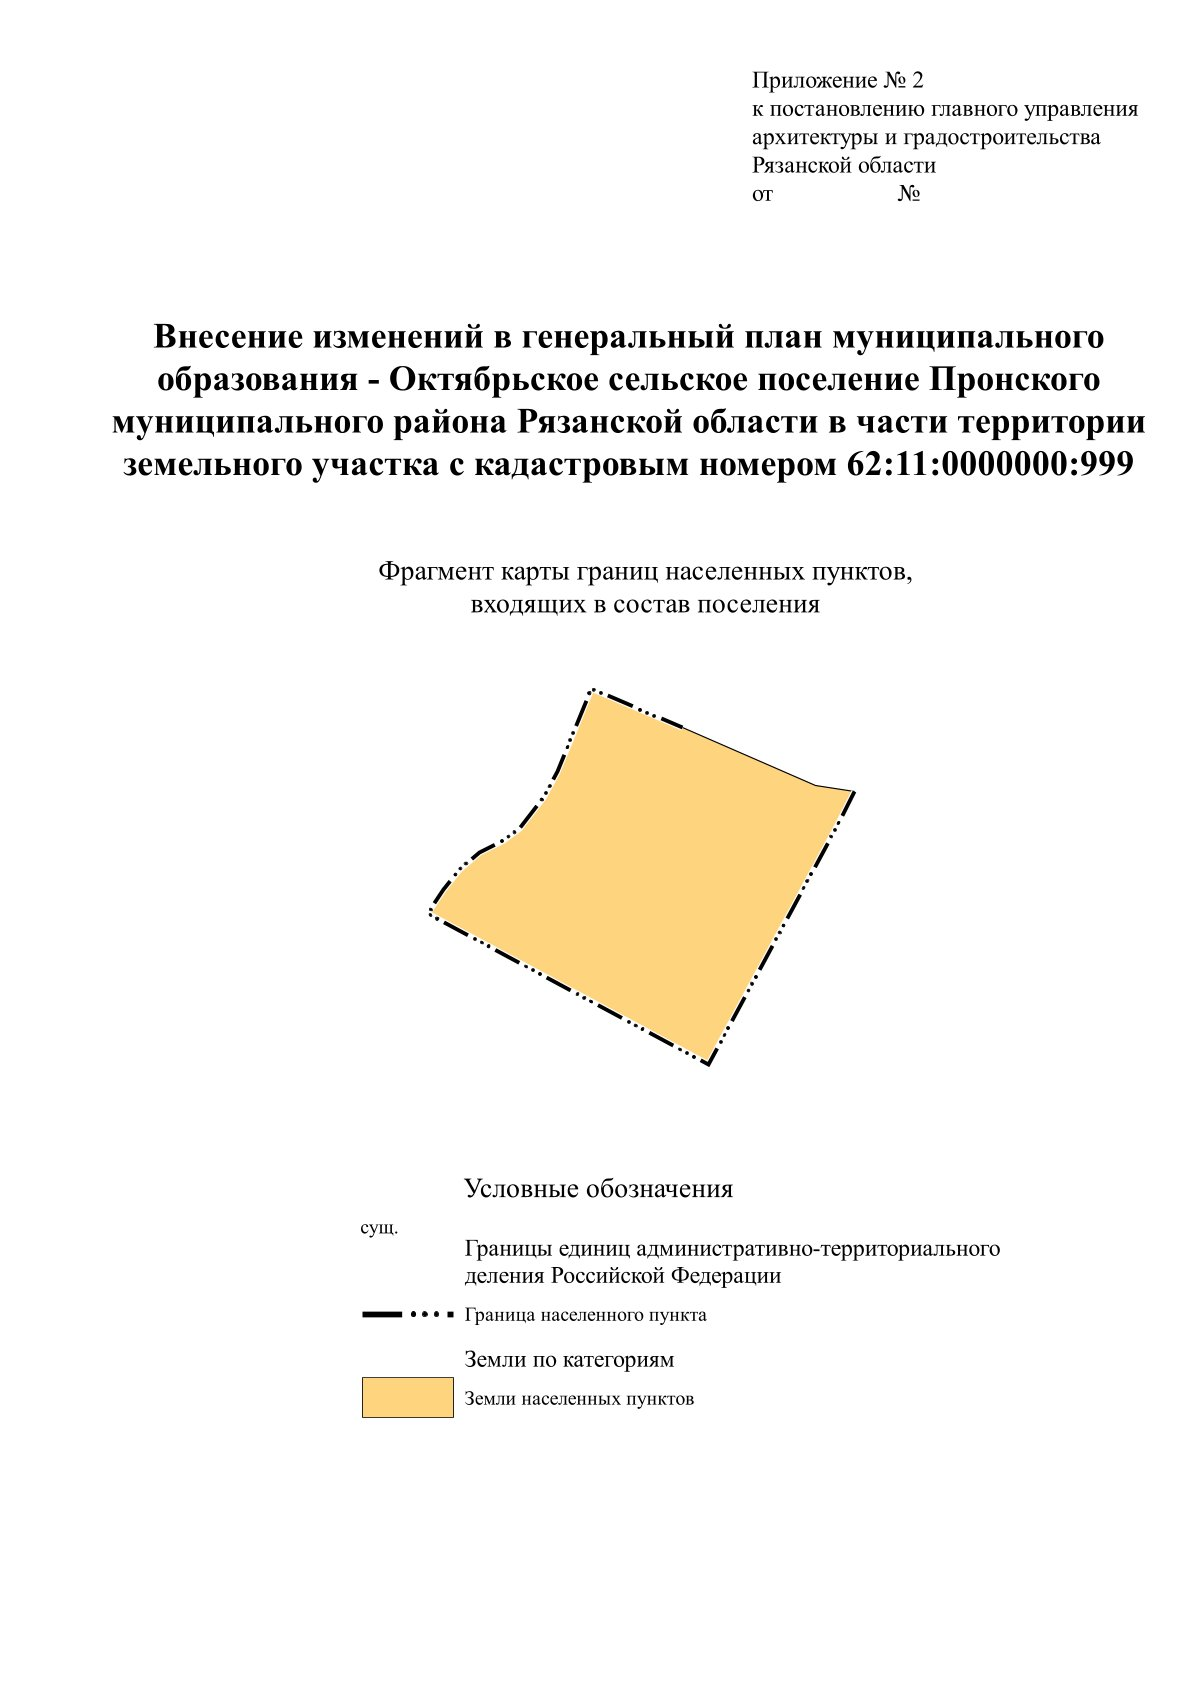 Приложение № 2
к постановлению главного управления
архитектуры и градостроительства
Рязанской области
от №
Внесение изменений в генеральный план муниципального
образования - Октябрьское сельское поселение Пронского
муниципального района Рязанской области в части территории
земельного участка с кадастровым номером 62:11:0000000:999
Фрагмент карты границ населенных пунктов,
входящих в состав поселения
Условные обозначения
сущ.
Границы единиц административно-территориального
деления Российской Федерации
Граница населенного пункта
Земли по категориям
Земли населенных пунктов